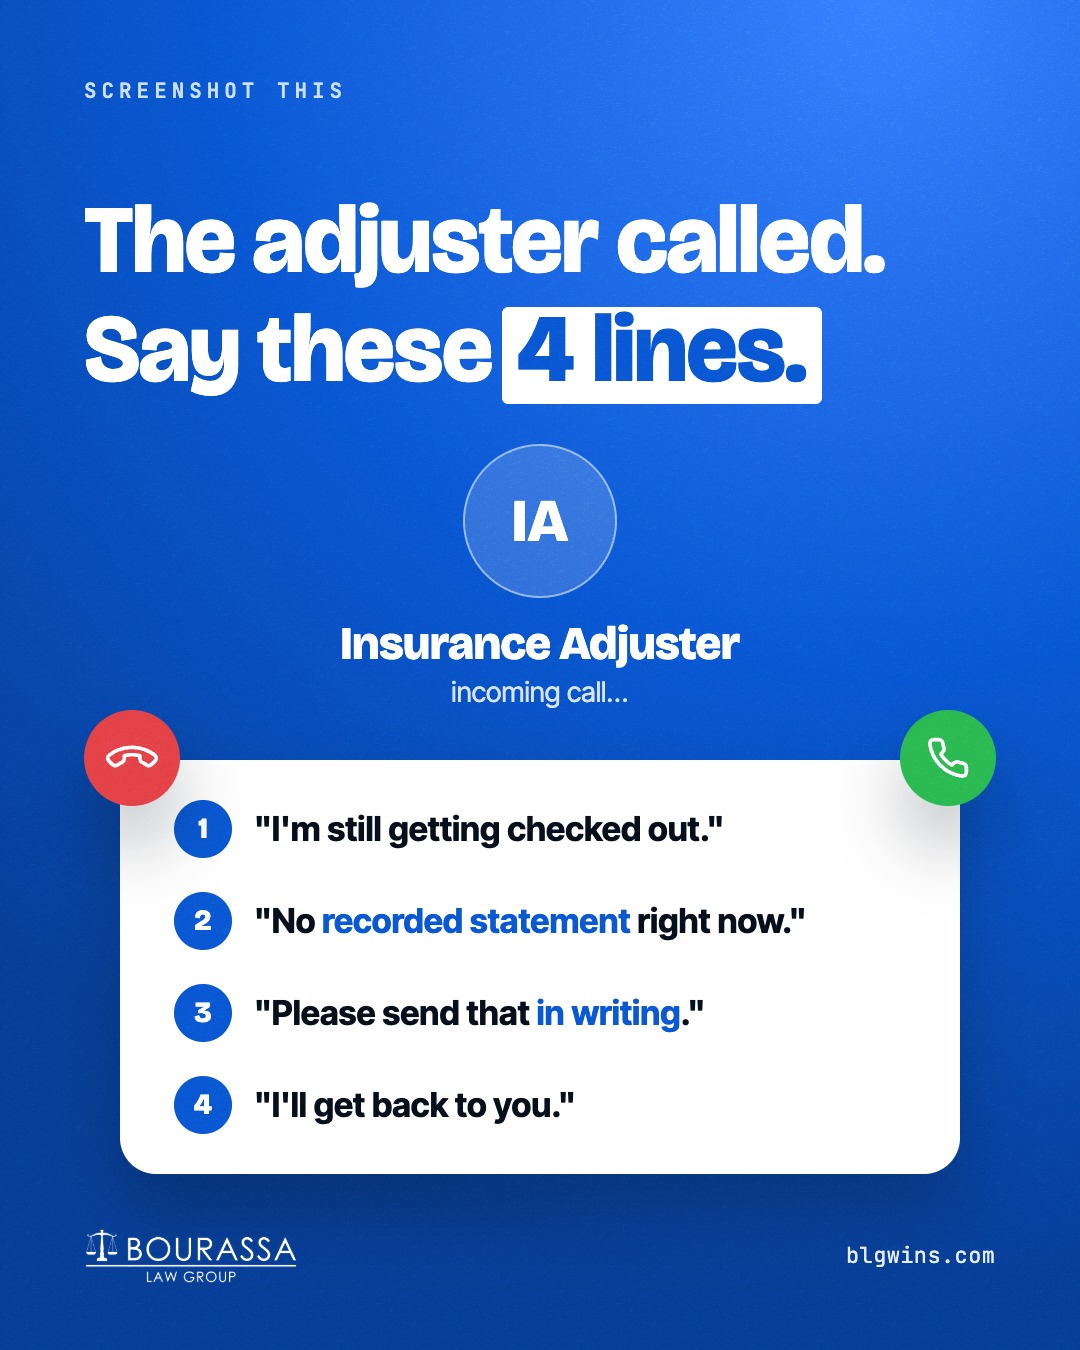 SCREENSHOT THIS
The adjuster called.
Say these 4 lines.
IA
Insurance Adjuster
incoming call...
1 "I'm still getting checked out."
2 "No recorded statement right now."
3 "Please send that in writing."
4 "I'll get back to you."
BOURASSA
LAW GROUP
blgwins.com